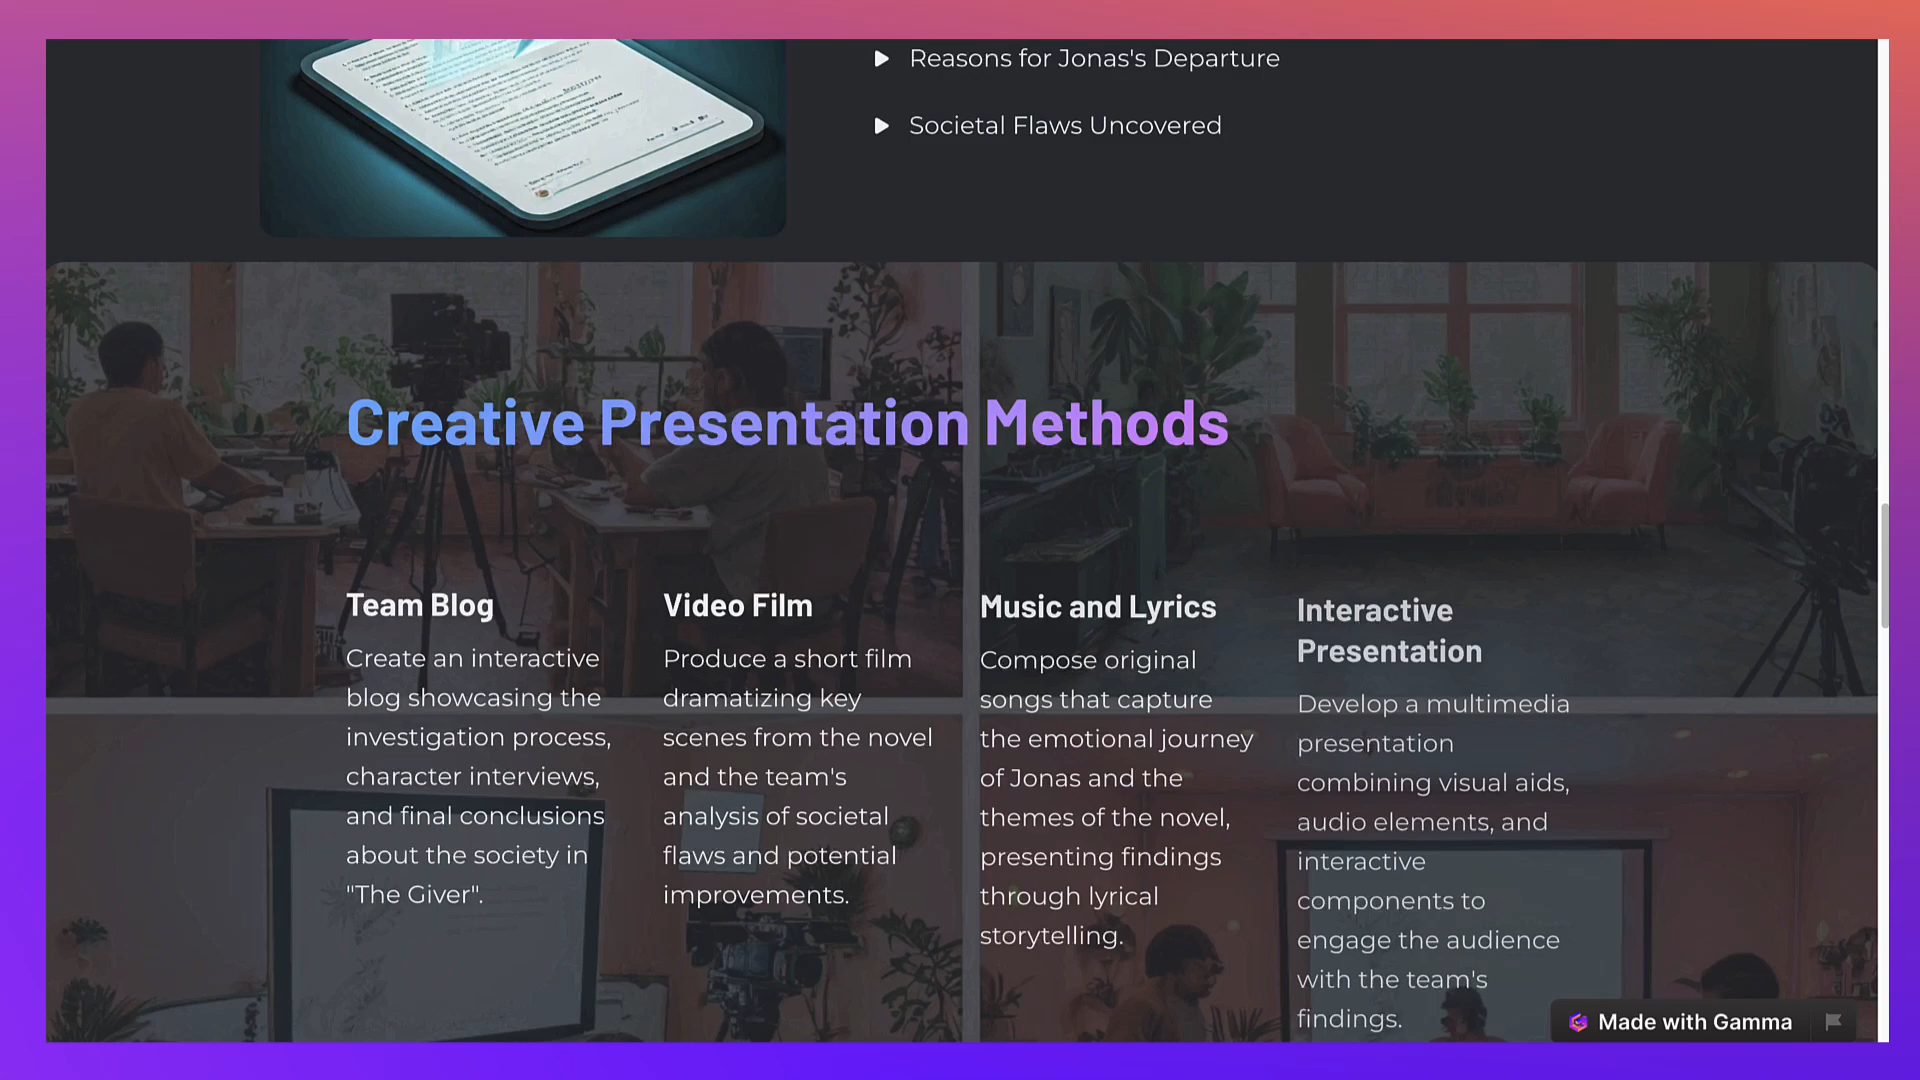 Reasons for Jonas's Departure
Societal Flaws Uncovered
Creative Presentation Methods
Team Blog
Create an interactive
blog showcasing the
investigation process,
character interviews,
and final conclusions
about the society in
"The Giver".
Video Film
Produce a short film
dramatizing key
scenes from the novel
and the team's
analysis of societal
flaws and potential
improvements.
Music and Lyrics
Compose original
songs that capture
the emotional journey
of Jonas and the
themes of the novel,
presenting findings
through lyrical
storytelling.
Interactive
Presentation
Develop a multimedia
presentation
combining visual aids,
audio elements, and
interactive
components to
engage the audience
with the team's
findings.
Made with Gamma